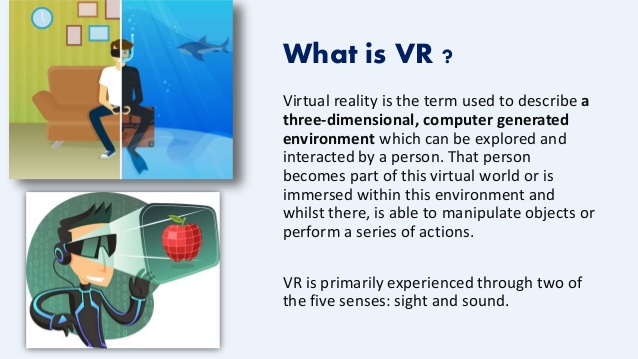 What is VR ?
Virtual reality is the term used to describe a
three-dimensional, computer generated
environment which can be explored and
interacted by a person. That person
becomes part of this virtual world or is
immersed within this environment and
whilst there, is able to manipulate objects or
perform a series of actions.
VR is primarily experienced through two of
the five senses: sight and sound.